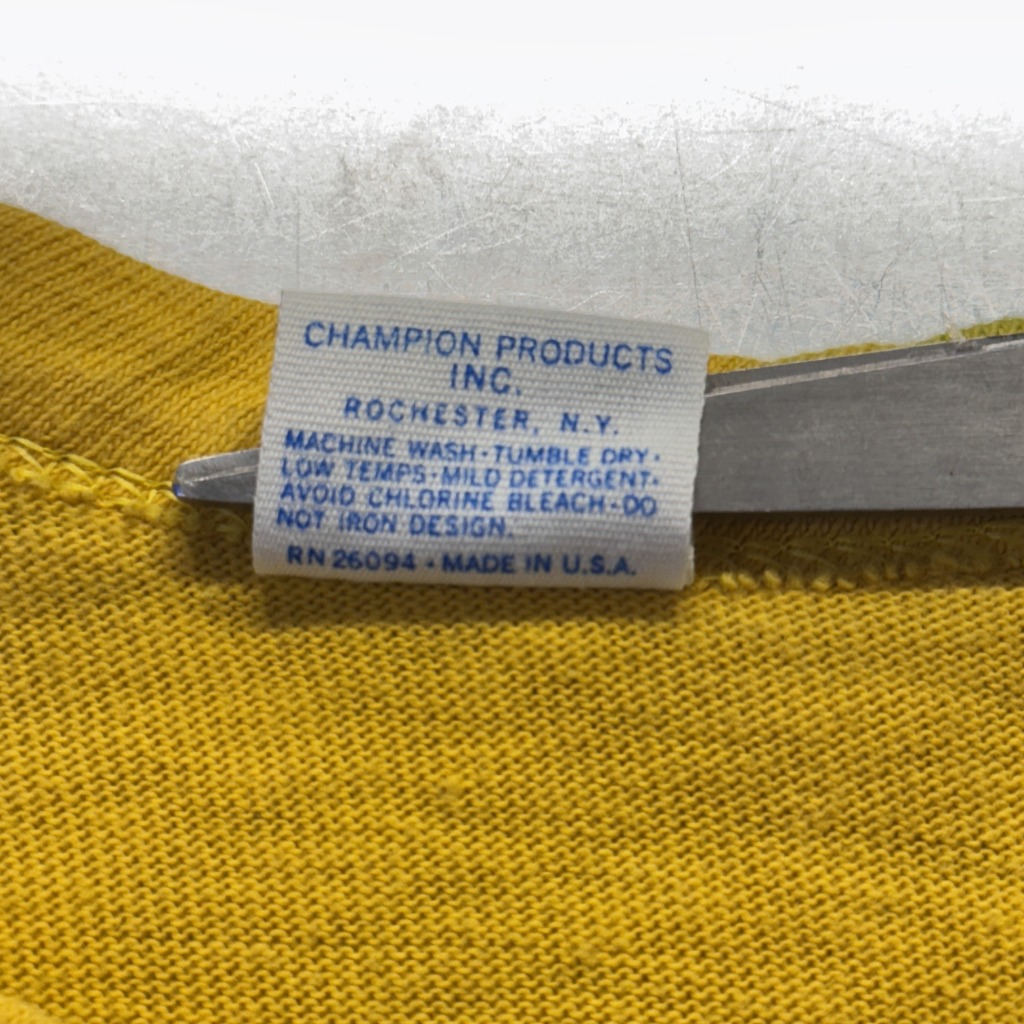 CHAMPION PRODUCTS
INC.
ROCHESTER, N.Y.
MACHINE WASH·TUMBLE DRY·
LOW TEMPS·MILD DETERGENT·
AVOID CHLORINE BLEACH·DO
NOT IRON DESIGN.
RN 26094 · MADE IN U.S.A.